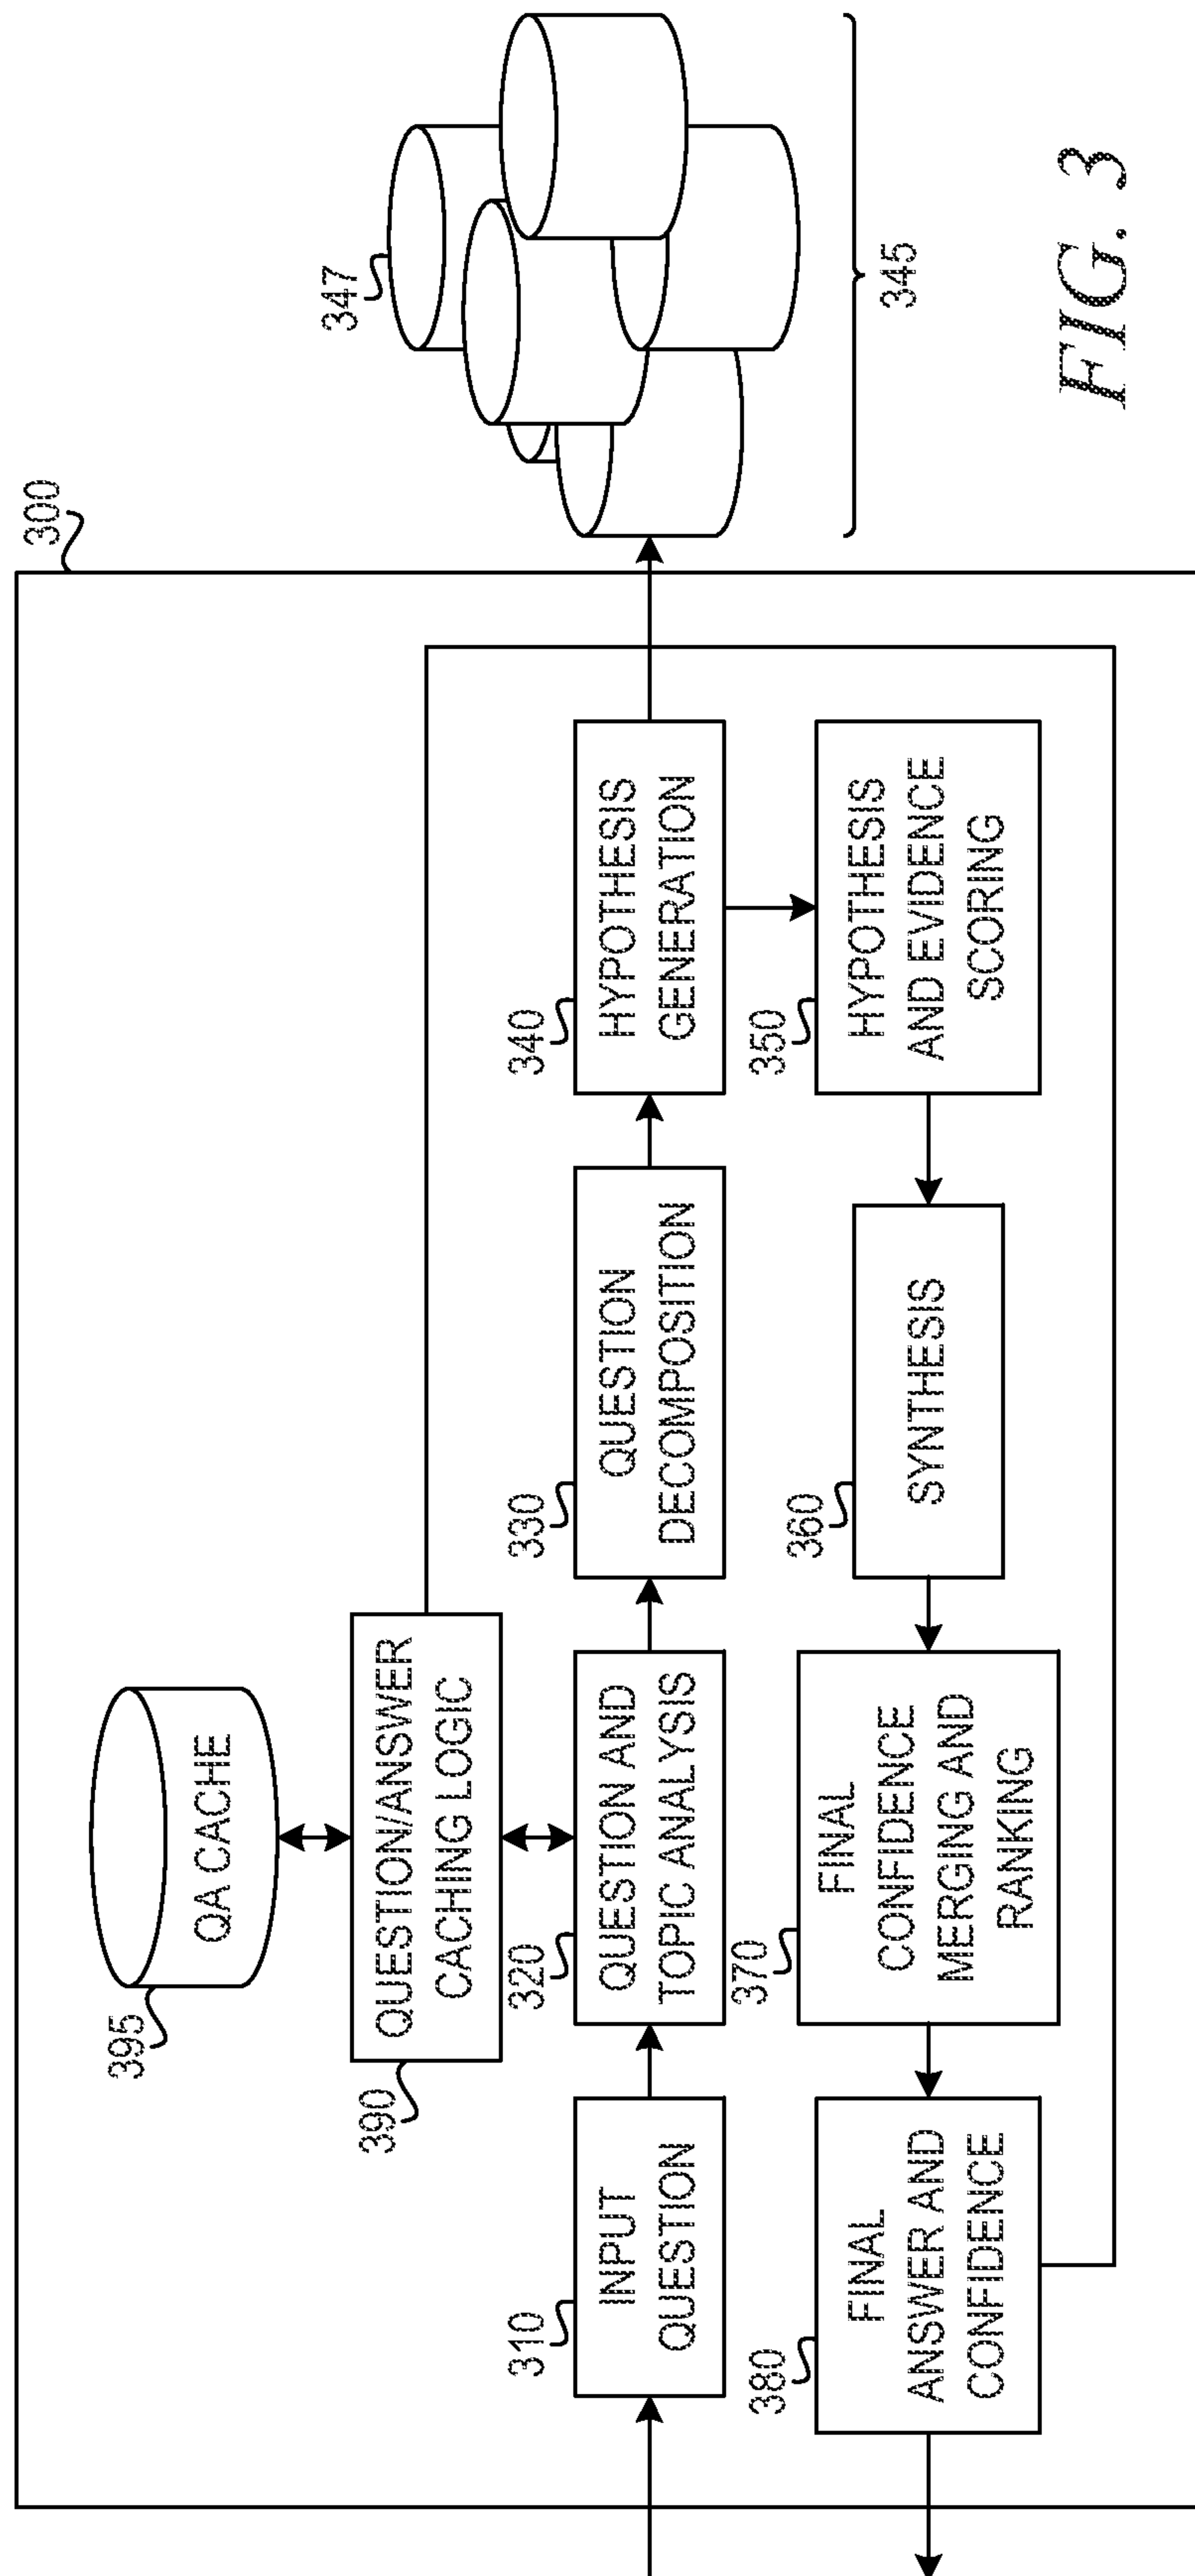 300
395
QA CACHE
347
390
QUESTION/ANSWER
CACHING LOGIC
310
INPUT
QUESTION
320
QUESTION AND
TOPIC ANALYSIS
330
QUESTION
DECOMPOSITION
340
HYPOTHESIS
GENERATION
380
FINAL
ANSWER AND
CONFIDENCE
370
FINAL
CONFIDENCE
MERGING AND
RANKING
360
SYNTHESIS
350
HYPOTHESIS
AND EVIDENCE
SCORING
345
FIG. 3